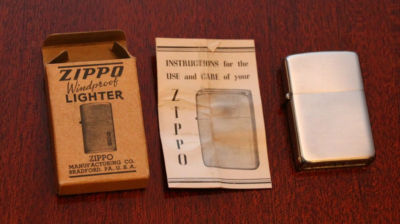 ZIPPO
Windproof
LIGHTER
ZIPPO
MANUFACTURING CO.
BRADFORD, PA. U.S.A.
INSTRUCTIONS for the
USE and CARE of your
ZIPPO